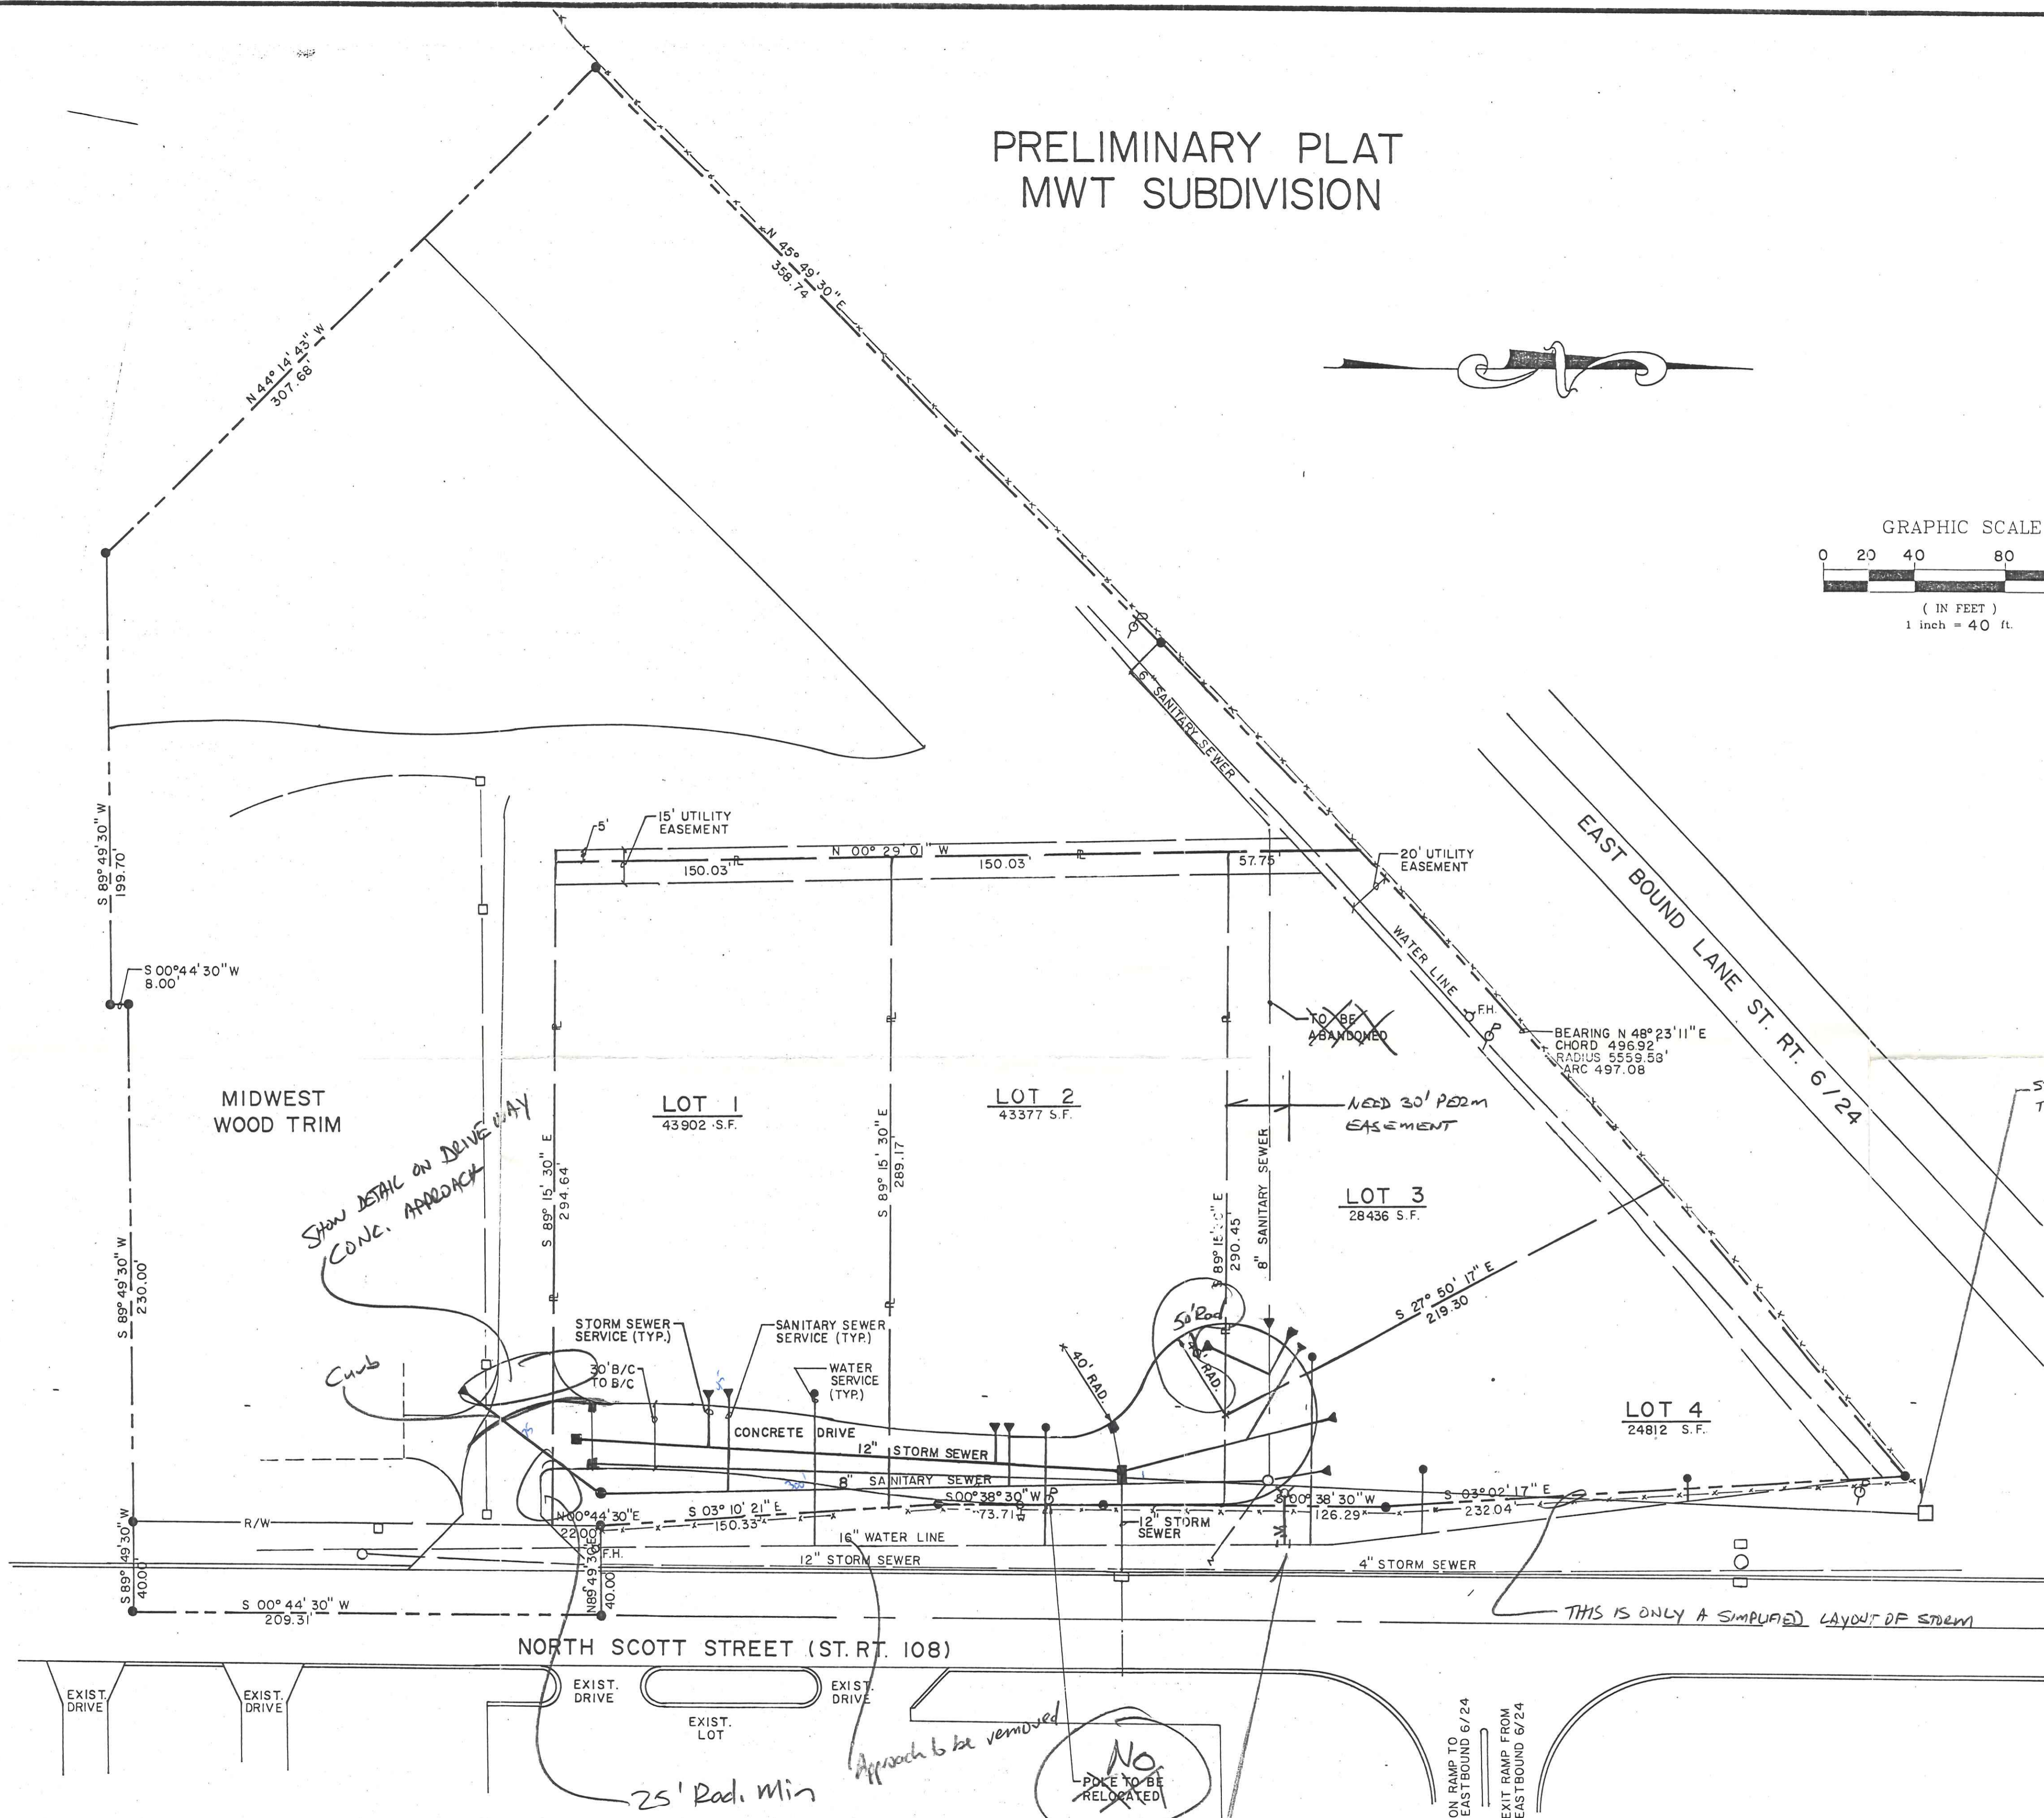 PRELIMINARY PLAT
MWT SUBDIVISION
N 45° 49' 30" E
358.74
N 44° 14' 43" W
307.68'
GRAPHIC SCALE
0 20 40 80
( IN FEET )
1 inch = 40 ft.
6" SANITARY SEWER
S 89° 49' 30" W
199.70'
5'
15' UTILITY
EASEMENT
N 00° 29' 01" W
150.03'
150.03'
57.75'
20' UTILITY
EASEMENT
EAST BOUND LANE ST. RT. 6/24
WATER LINE
F.H.
S 00°44'30" W
8.00'
TO BE
ABANDONED
BEARING N 48°23'11" E
CHORD 496.92'
RADIUS 5559.58'
ARC 497.08
MIDWEST
WOOD TRIM
LOT 1
43902 S.F.
LOT 2
43377 S.F.
NEED 30' PERM
EASEMENT
SHOW DETAIL ON DRIVEWAY
CONC. APPROACH
S 89° 15' 30" E
294.64'
S 89° 15' 30" E
289.17'
290.45'
8" SANITARY SEWER
LOT 3
28436 S.F.
S 89° 49' 30" W
230.00'
S 27° 50' 17" E
219.30
STORM SEWER
SERVICE (TYP.)
SANITARY SEWER
SERVICE (TYP.)
50' Rad
Curb
30' B/C
TO B/C
WATER
SERVICE
(TYP.)
40' RAD.
RAD.
LOT 4
24812 S.F.
CONCRETE DRIVE
12" STORM SEWER
8" SANITARY SEWER
S 89° 49' 30" W
40.00'
R/W
N 00°44'30" E
22.00'
S 03° 10' 21" E
150.33'
S 00° 38' 30" W
73.71'
S 00° 38' 30" W
126.29'
S 03° 02' 17" E
232.04'
12" STORM
SEWER
16" WATER LINE
N 89° 49' 30" E
40.00'
F.H.
12" STORM SEWER
4" STORM SEWER
S 00° 44' 30" W
209.31'
THIS IS ONLY A SIMPLIFIED LAYOUT OF STORM
NORTH SCOTT STREET (ST. RT. 108)
EXIST.
DRIVE
EXIST.
DRIVE
EXIST.
DRIVE
EXIST.
LOT
EXIST.
DRIVE
Approach to be removed
25' Rad. Min
No
POLE TO BE
RELOCATED
ON RAMP TO
EASTBOUND 6/24
EXIT RAMP FROM
EASTBOUND 6/24